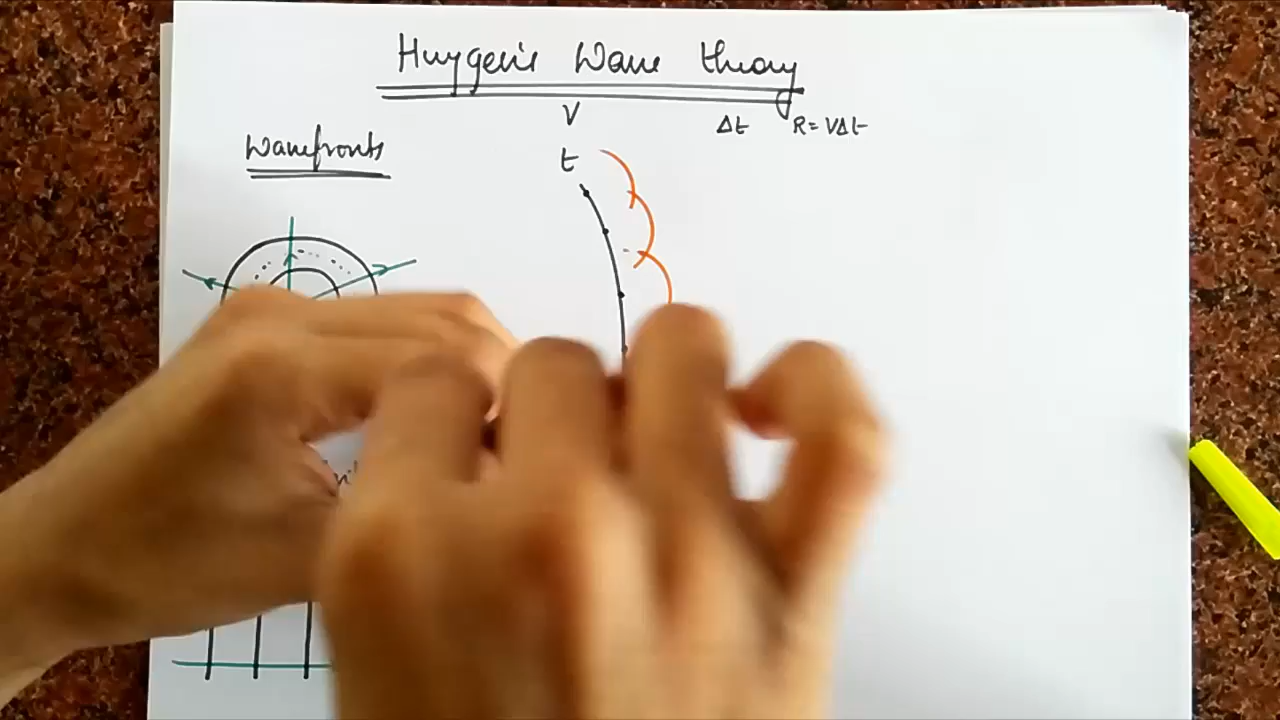 Huygen's Wave theory
V
Δt R = VΔt
Wavefronts
t